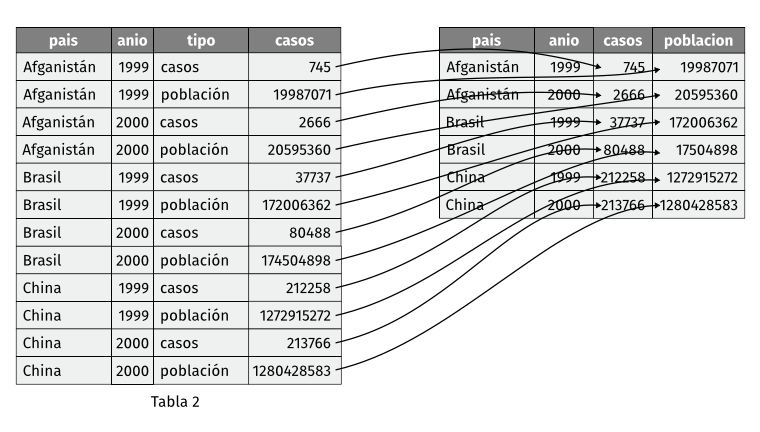 pais anio tipo casos
Afganistán 1999 casos 745
Afganistán 1999 población 19987071
Afganistán 2000 casos 2666
Afganistán 2000 población 20595360
Brasil 1999 casos 37737
Brasil 1999 población 172006362
Brasil 2000 casos 80488
Brasil 2000 población 174504898
China 1999 casos 212258
China 1999 población 1272915272
China 2000 casos 213766
China 2000 población 1280428583
Tabla 2
pais anio casos poblacion
Afganistán 1999 745 19987071
Afganistán 2000 2666 20595360
Brasil 1999 37737 172006362
Brasil 2000 80488 17504898
China 1999 212258 1272915272
China 2000 213766 1280428583